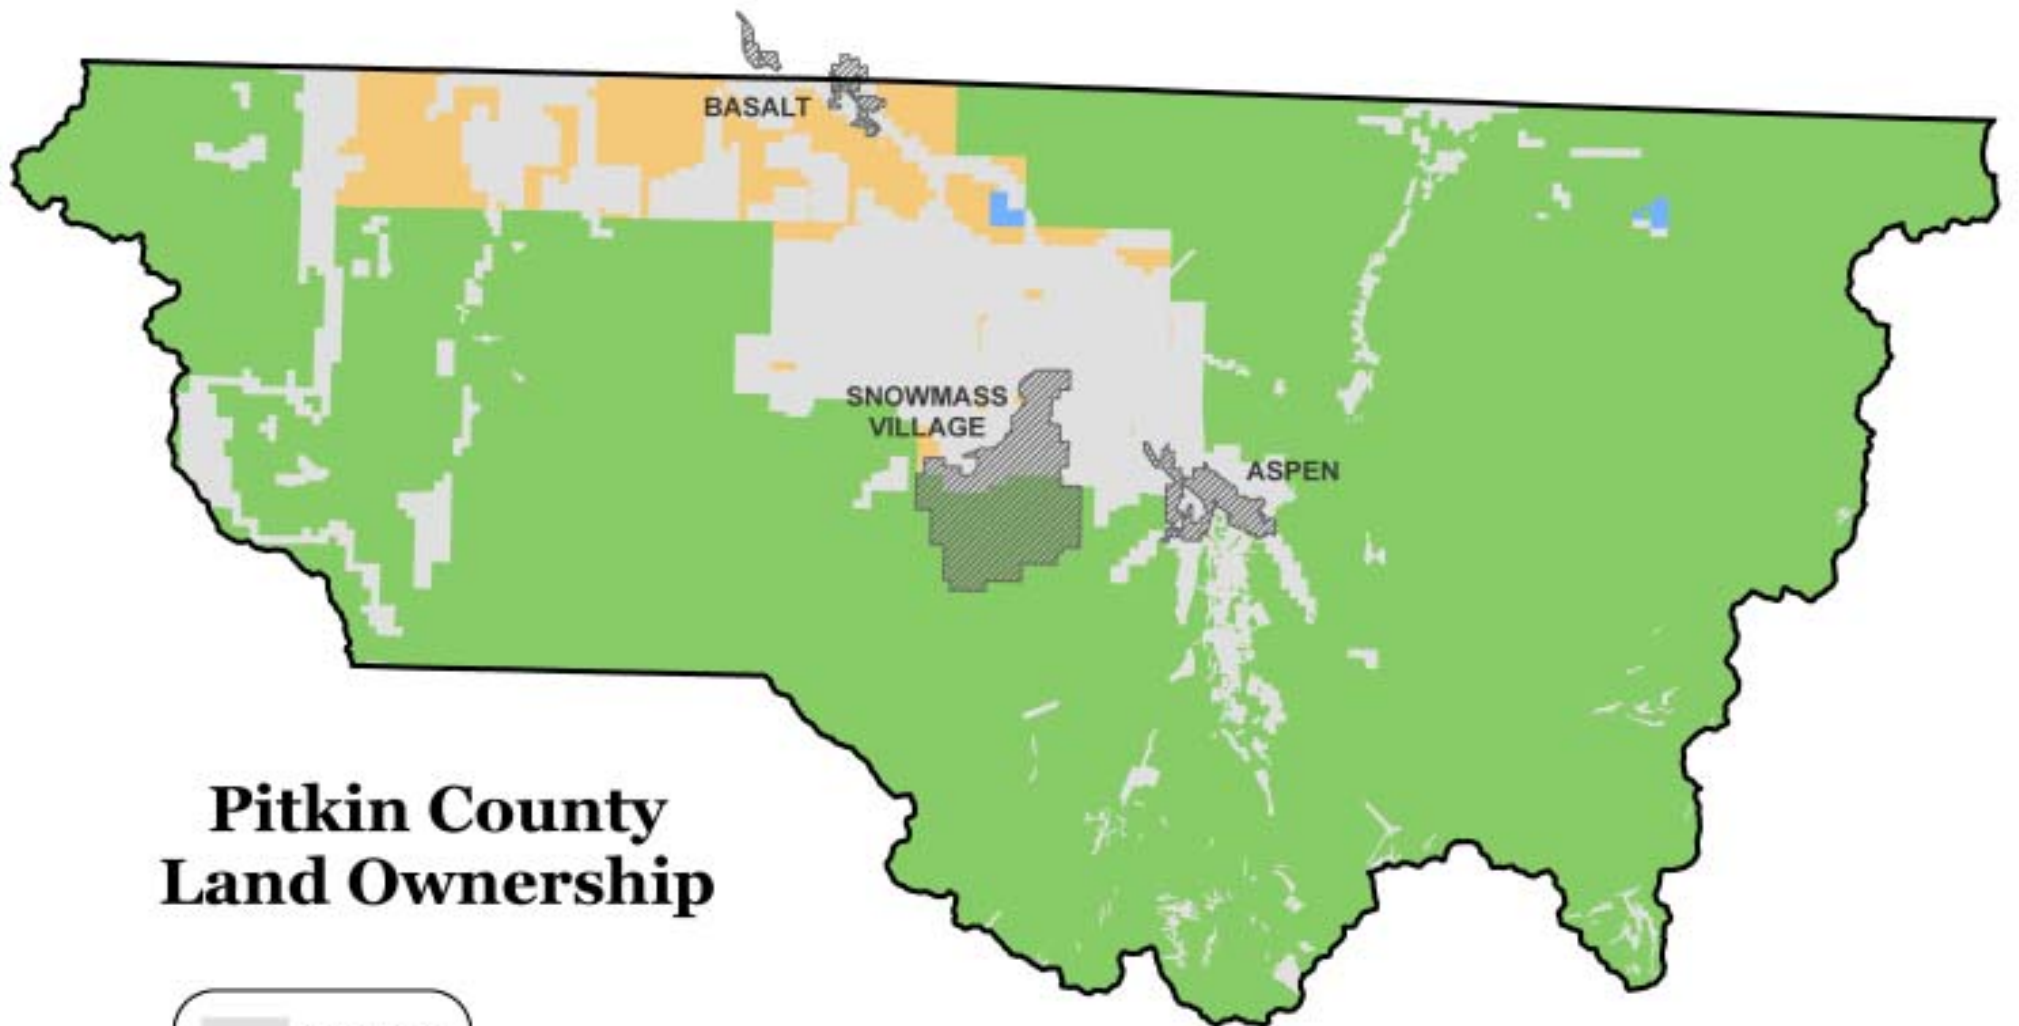 BASALT
SNOWMASS
VILLAGE
ASPEN
Pitkin County
Land Ownership